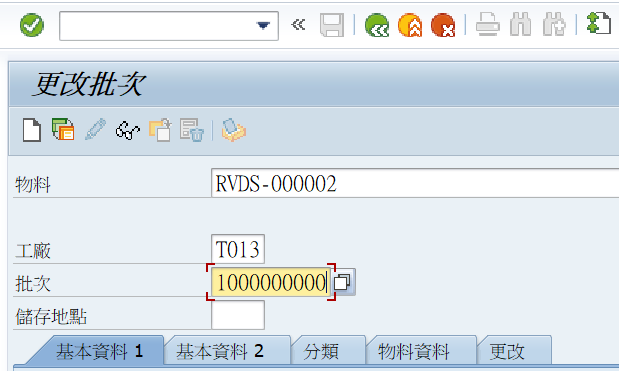 更改批次
物料 RVDS-000002
工廠 T013
批次 1000000000
儲存地點
基本資料 1 基本資料 2 分類 物料資料 更改